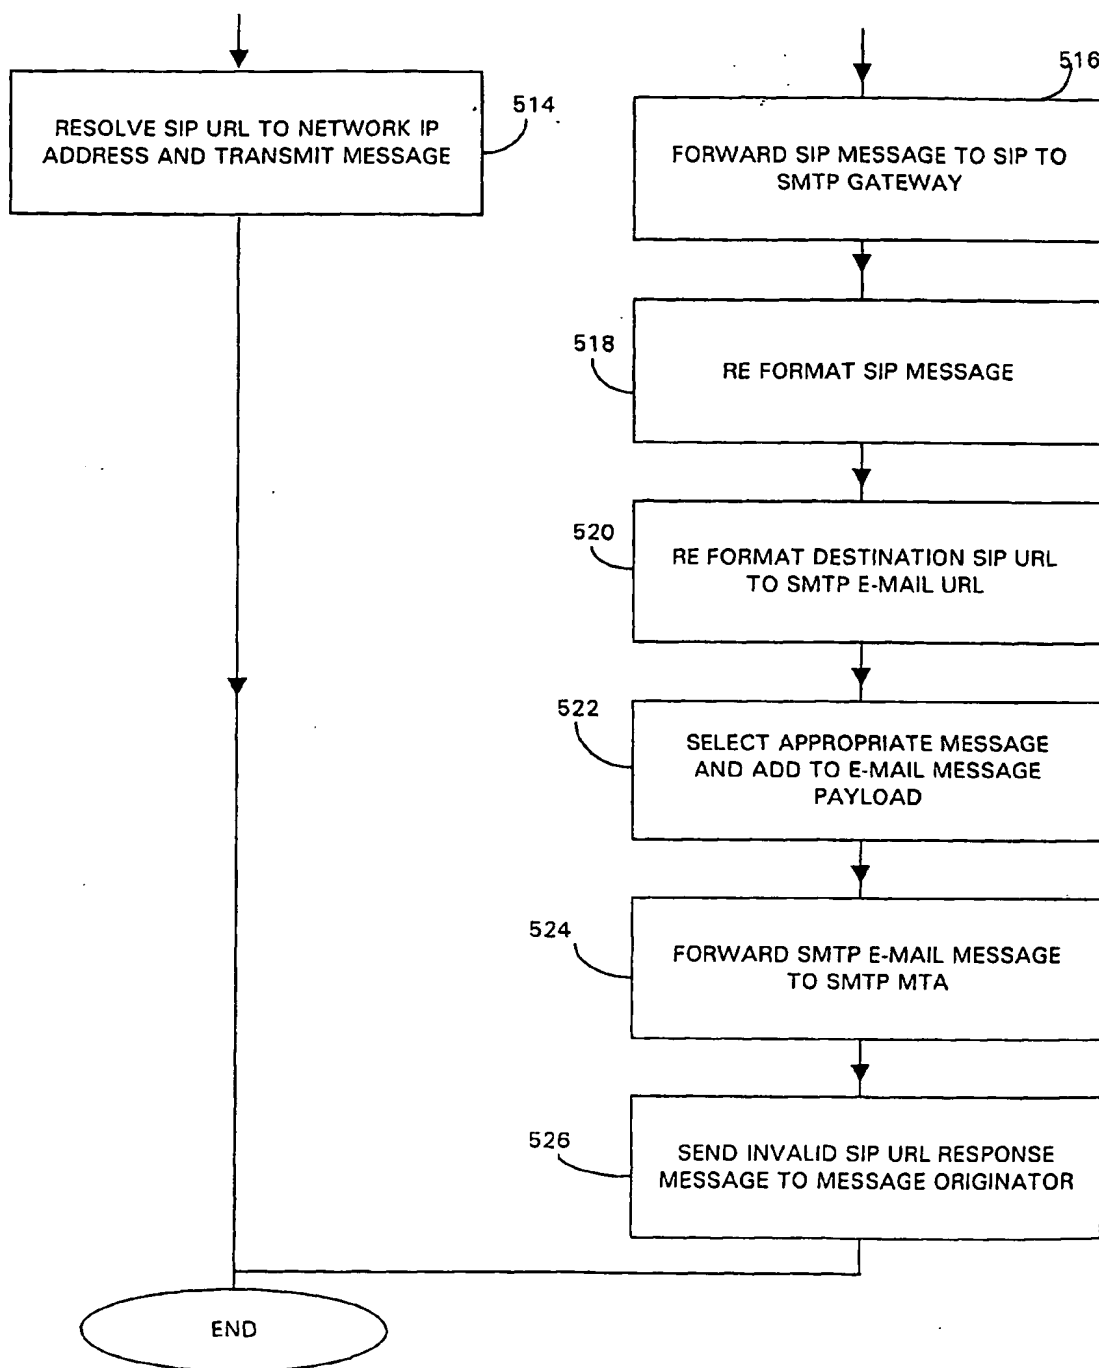 RESOLVE SIP URL TO NETWORK IP
ADDRESS AND TRANSMIT MESSAGE
514
516
FORWARD SIP MESSAGE TO SIP TO
SMTP GATEWAY
518
RE FORMAT SIP MESSAGE
520
RE FORMAT DESTINATION SIP URL
TO SMTP E-MAIL URL
522
SELECT APPROPRIATE MESSAGE
AND ADD TO E-MAIL MESSAGE
PAYLOAD
524
FORWARD SMTP E-MAIL MESSAGE
TO SMTP MTA
526
SEND INVALID SIP URL RESPONSE
MESSAGE TO MESSAGE ORIGINATOR
END